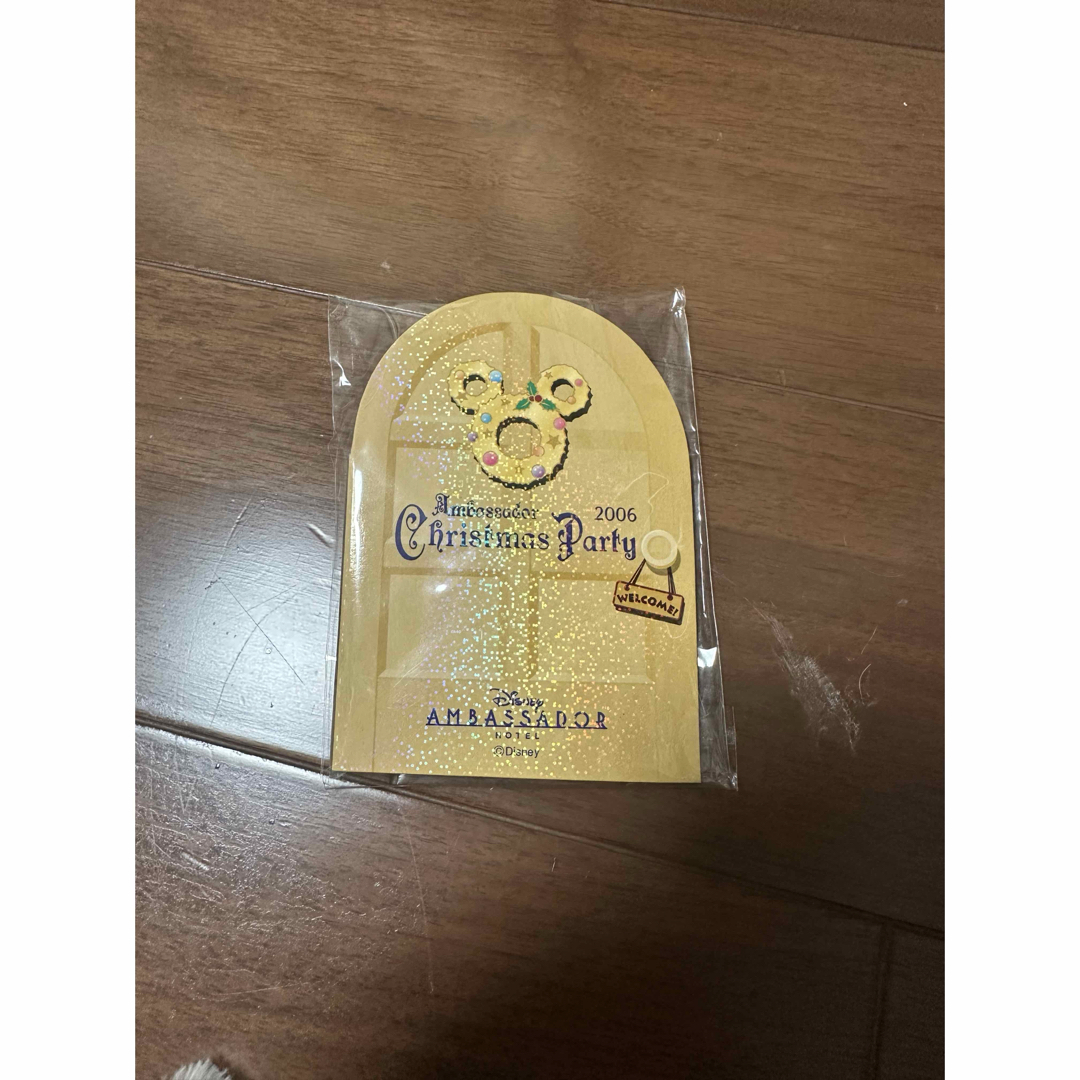 Ambassador 2006
Christmas Party
WELCOME!
Disney
AMBASSADOR
HOTEL
©Disney